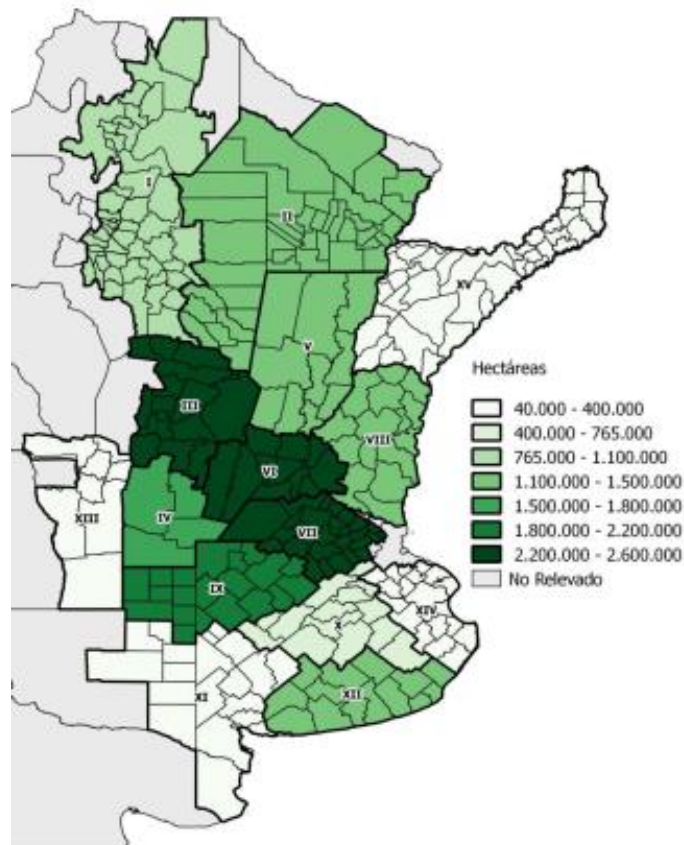 I
II
XV
Hectáreas
V
III
40.000 - 400.000
400.000 - 765.000
VIII
765.000 - 1.100.000
VI
1.100.000 - 1.500.000
1.500.000 - 1.800.000
XIII
IV
VII
1.800.000 - 2.200.000
2.200.000 - 2.600.000
No Relevado
IX
XIV
X
XII
XI